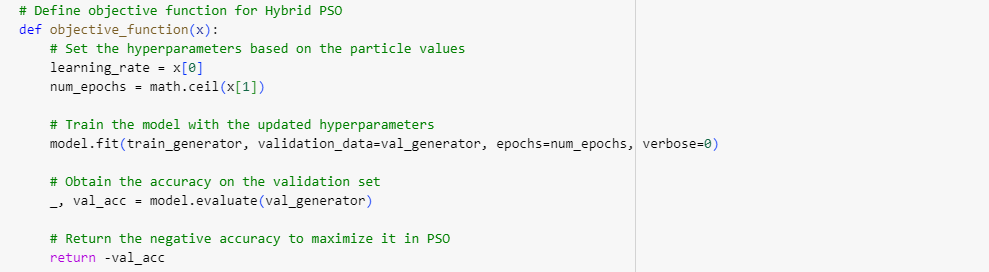 # Define objective function for Hybrid PSO
def objective_function(x):
    # Set the hyperparameters based on the particle values
    learning_rate = x[0]
    num_epochs = math.ceil(x[1])
    # Train the model with the updated hyperparameters
    model.fit(train_generator, validation_data=val_generator, epochs=num_epochs, verbose=0)
    # Obtain the accuracy on the validation set
    _, val_acc = model.evaluate(val_generator)
    # Return the negative accuracy to maximize it in PSO
    return -val_acc